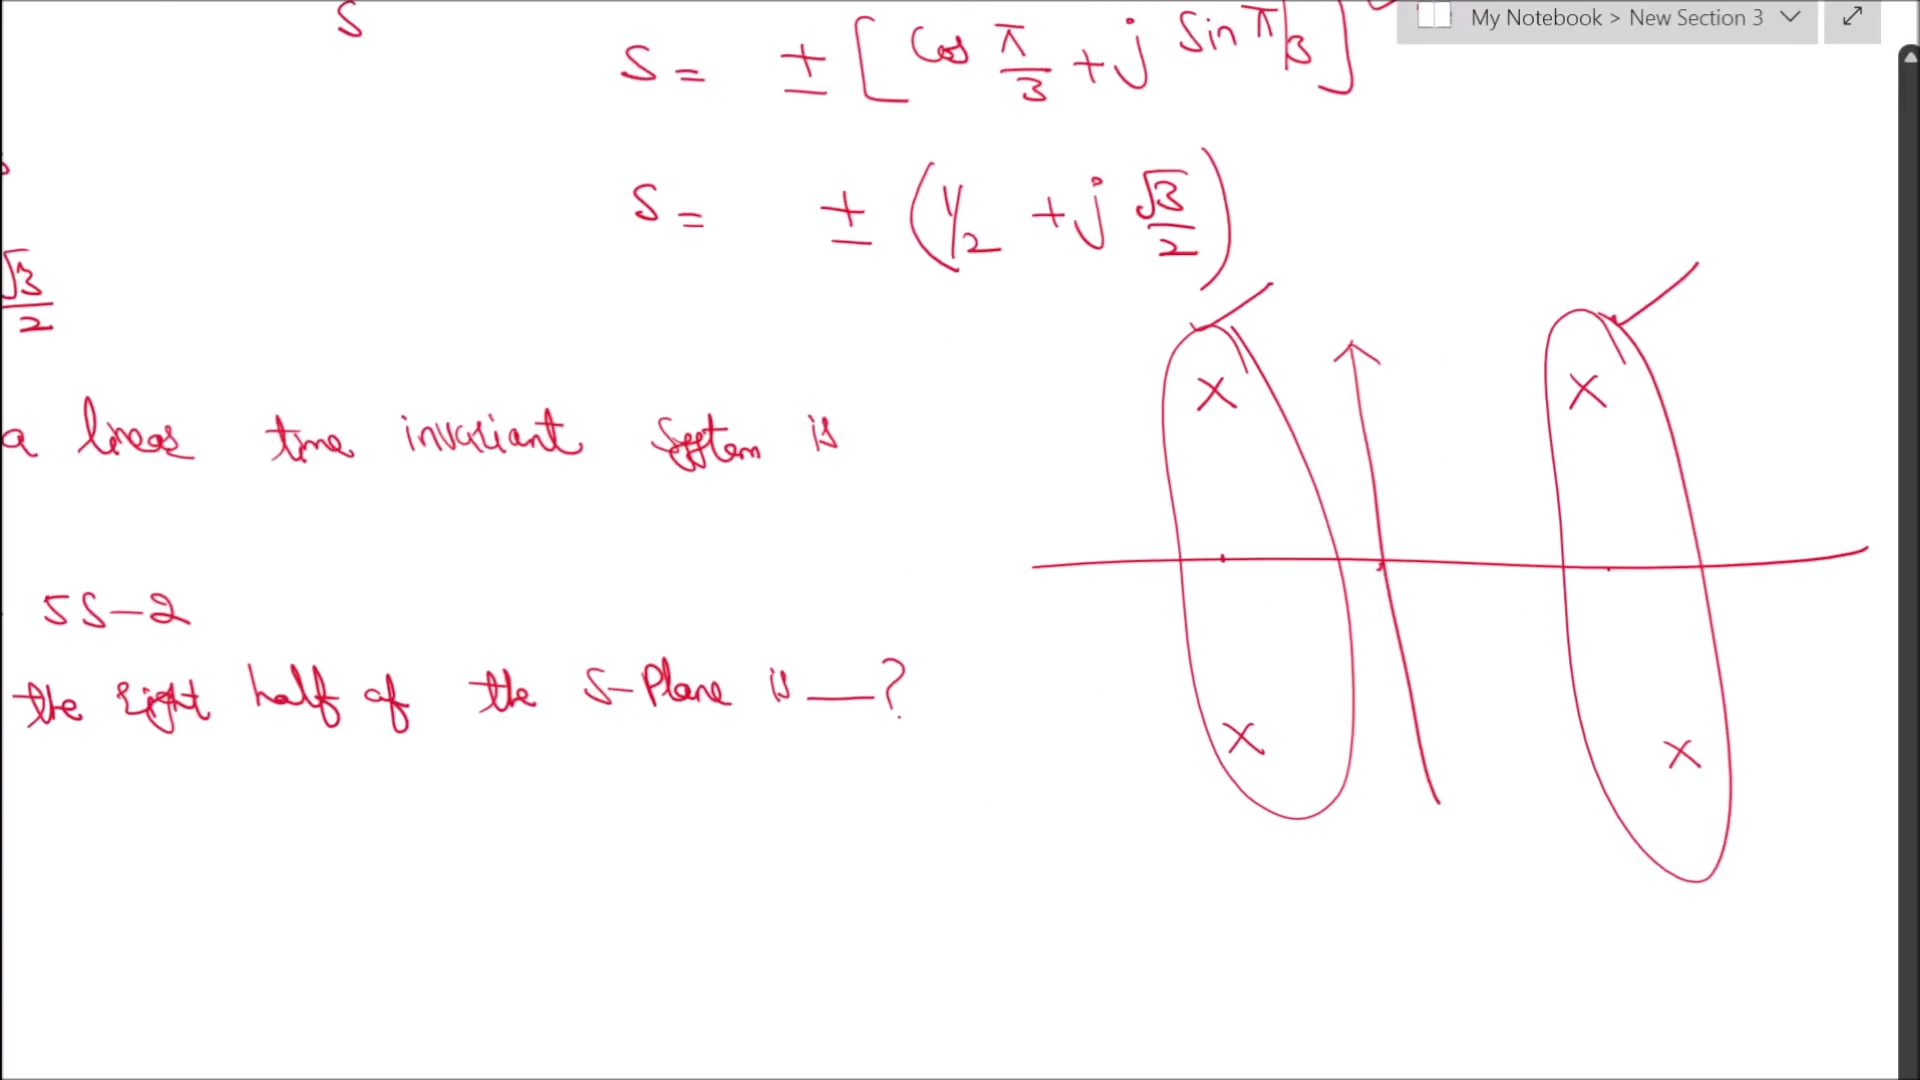 My Notebook > New Section 3
S
S = ± [Cos π/3 + j Sin π/3]
S = ± (1/2 + j √3/2)
√3/2
a linear time invariant System is
5S-2
the right half of the S-Plane is __?